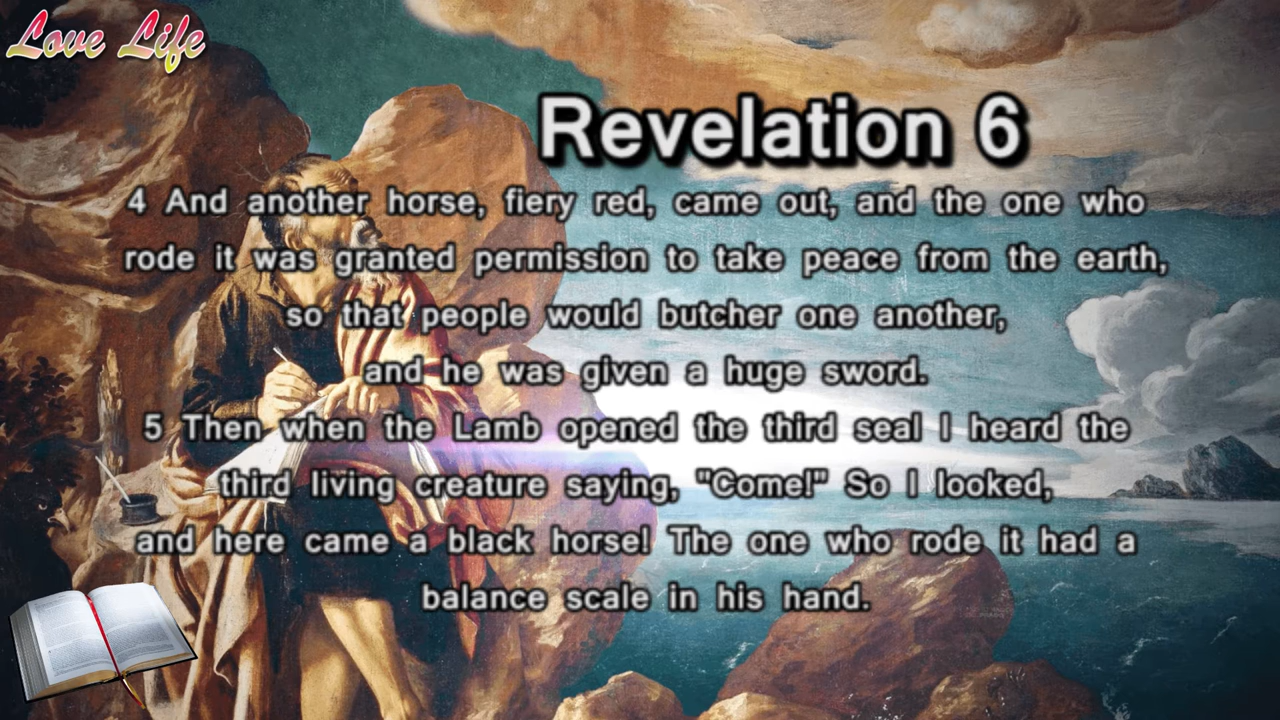 Love Life
Revelation 6
4 And another horse, fiery red, came out, and the one who
rode it was granted permission to take peace from the earth,
so that people would butcher one another,
and he was given a huge sword.
5 Then when the Lamb opened the third seal I heard the
third living creature saying, "Come!" So I looked,
and here came a black horse! The one who rode it had a
balance scale in his hand.